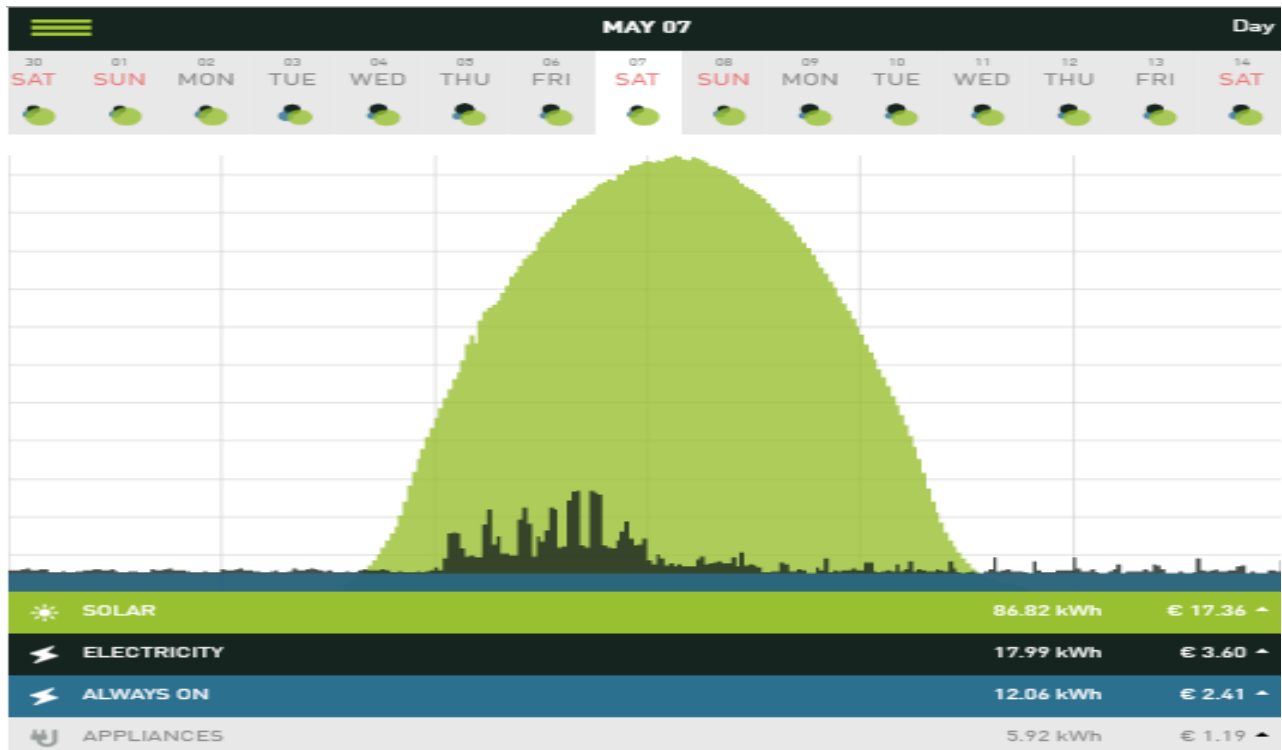 MAY 07 Day
30 01 02 03 04 05 06 07 08 09 10 11 12 13 14
SAT SUN MON TUE WED THU FRI SAT SUN MON TUE WED THU FRI SAT
SOLAR 86.82 kWh € 17.36
ELECTRICITY 17.99 kWh € 3.60
ALWAYS ON 12.06 kWh € 2.41
APPLIANCES 5.92 kWh € 1.19